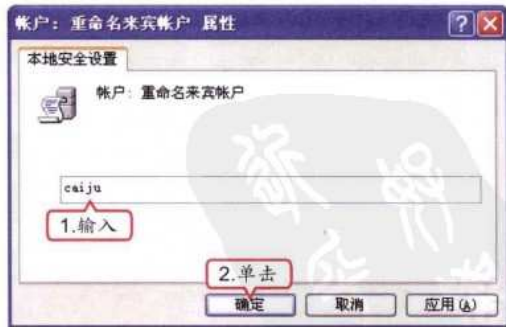 帐户: 重命名来宾帐户 属性
本地安全设置
帐户: 重命名来宾帐户
caiju
1.输入
2.单击
确定
取消
应用(A)